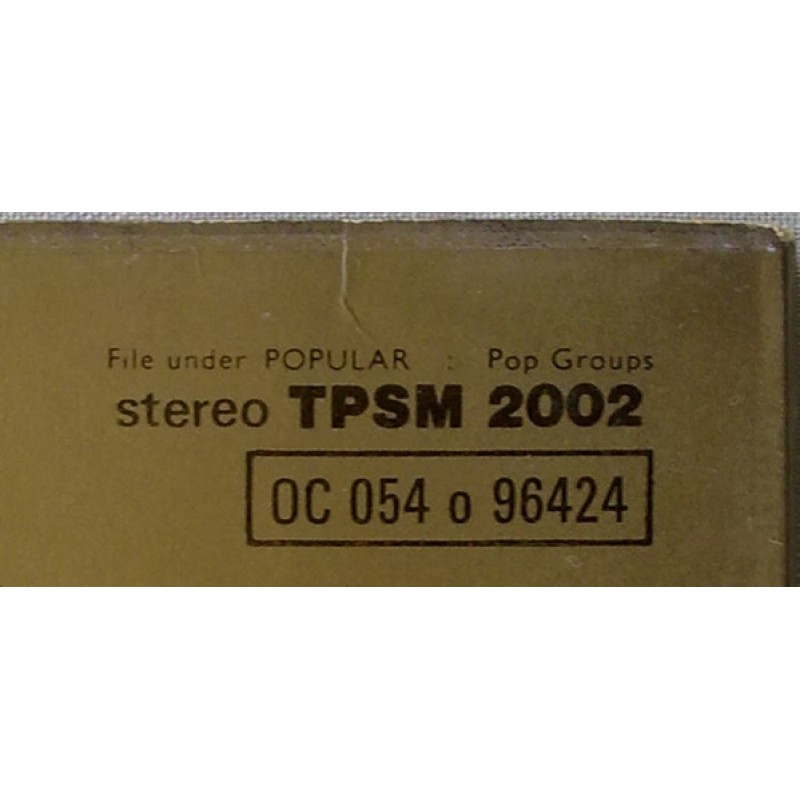 File under POPULAR : Pop Groups
stereo TPSM 2002
OC 054 o 96424